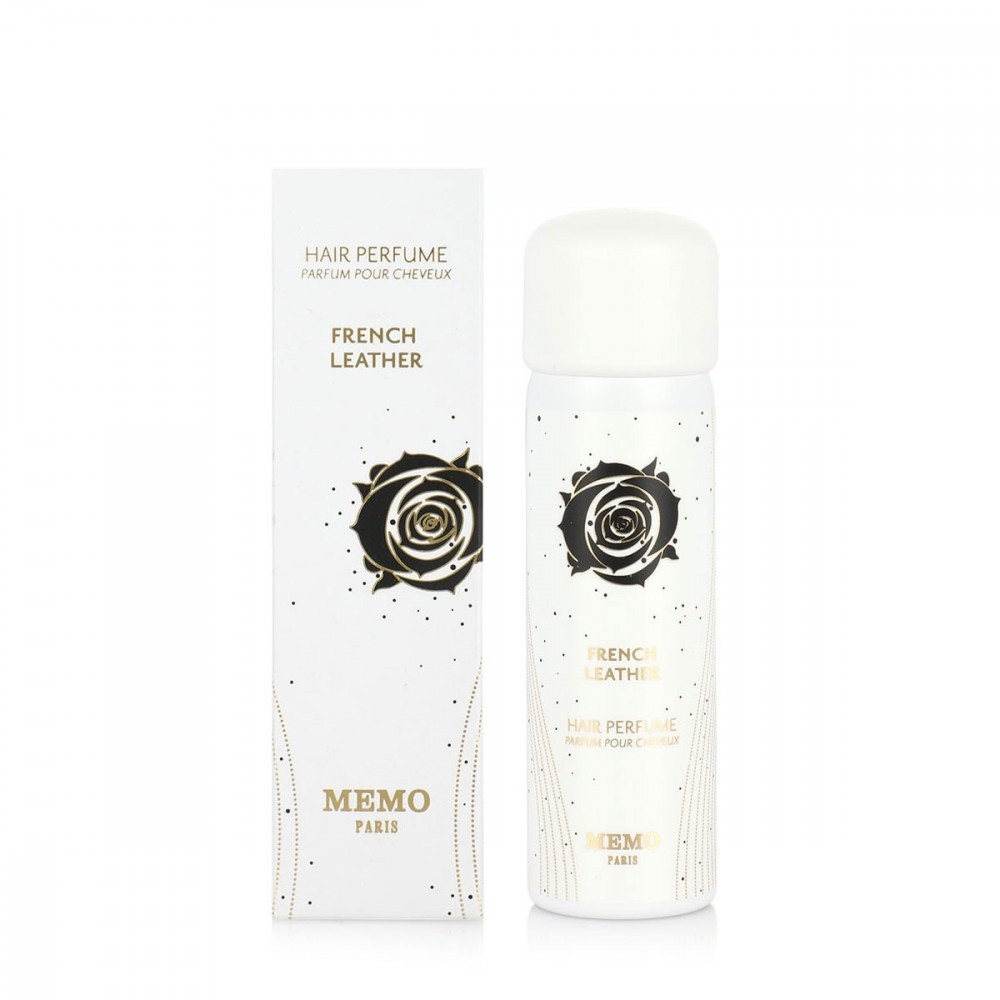 HAIR PERFUME
PARFUM POUR CHEVEUX
FRENCH
LEATHER
MEMO
PARIS
FRENCH
LEATHER
HAIR PERFUME
PARFUM POUR CHEVEUX
MEMO
PARIS